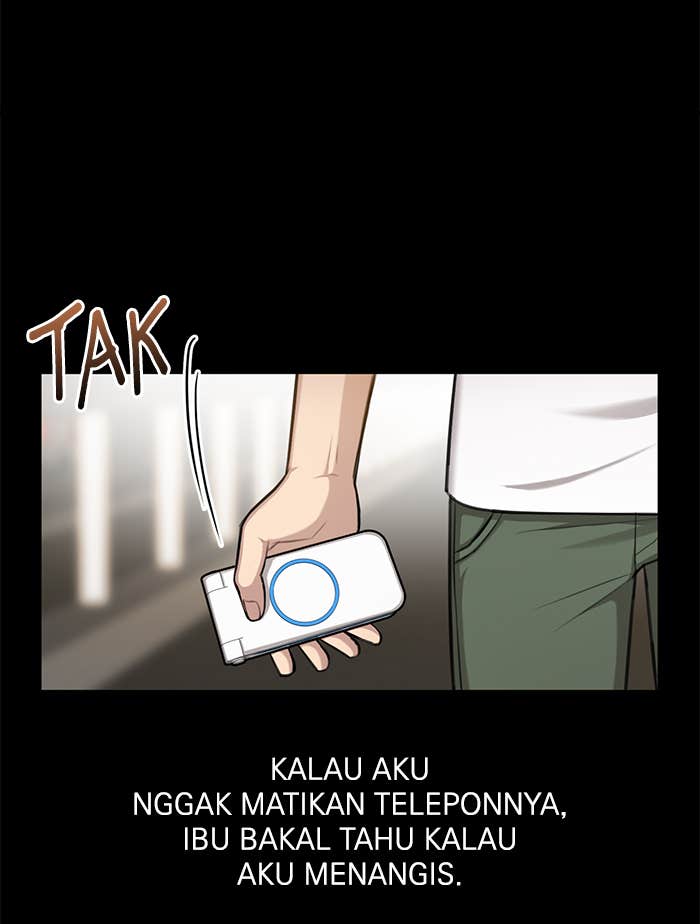 TAK
KALAU AKU
NGGAK MATIKAN TELEPONNYA,
IBU BAKAL TAHU KALAU
AKU MENANGIS.